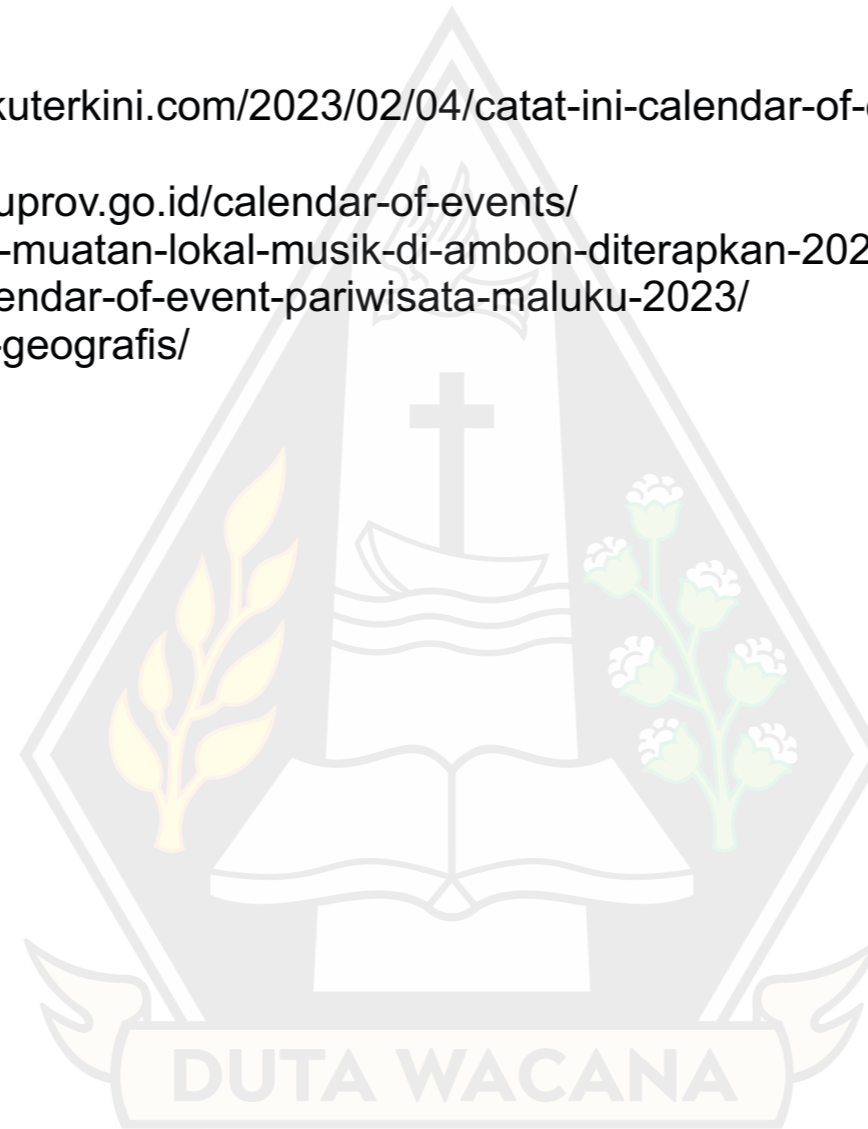 kuterkini.com/2023/02/04/catat-ini-calendar-of-
uprov.go.id/calendar-of-events/
-muatan-lokal-musik-di-ambon-diterapkan-202
endar-of-event-pariwisata-maluku-2023/
-geografis/
DUTA WACANA